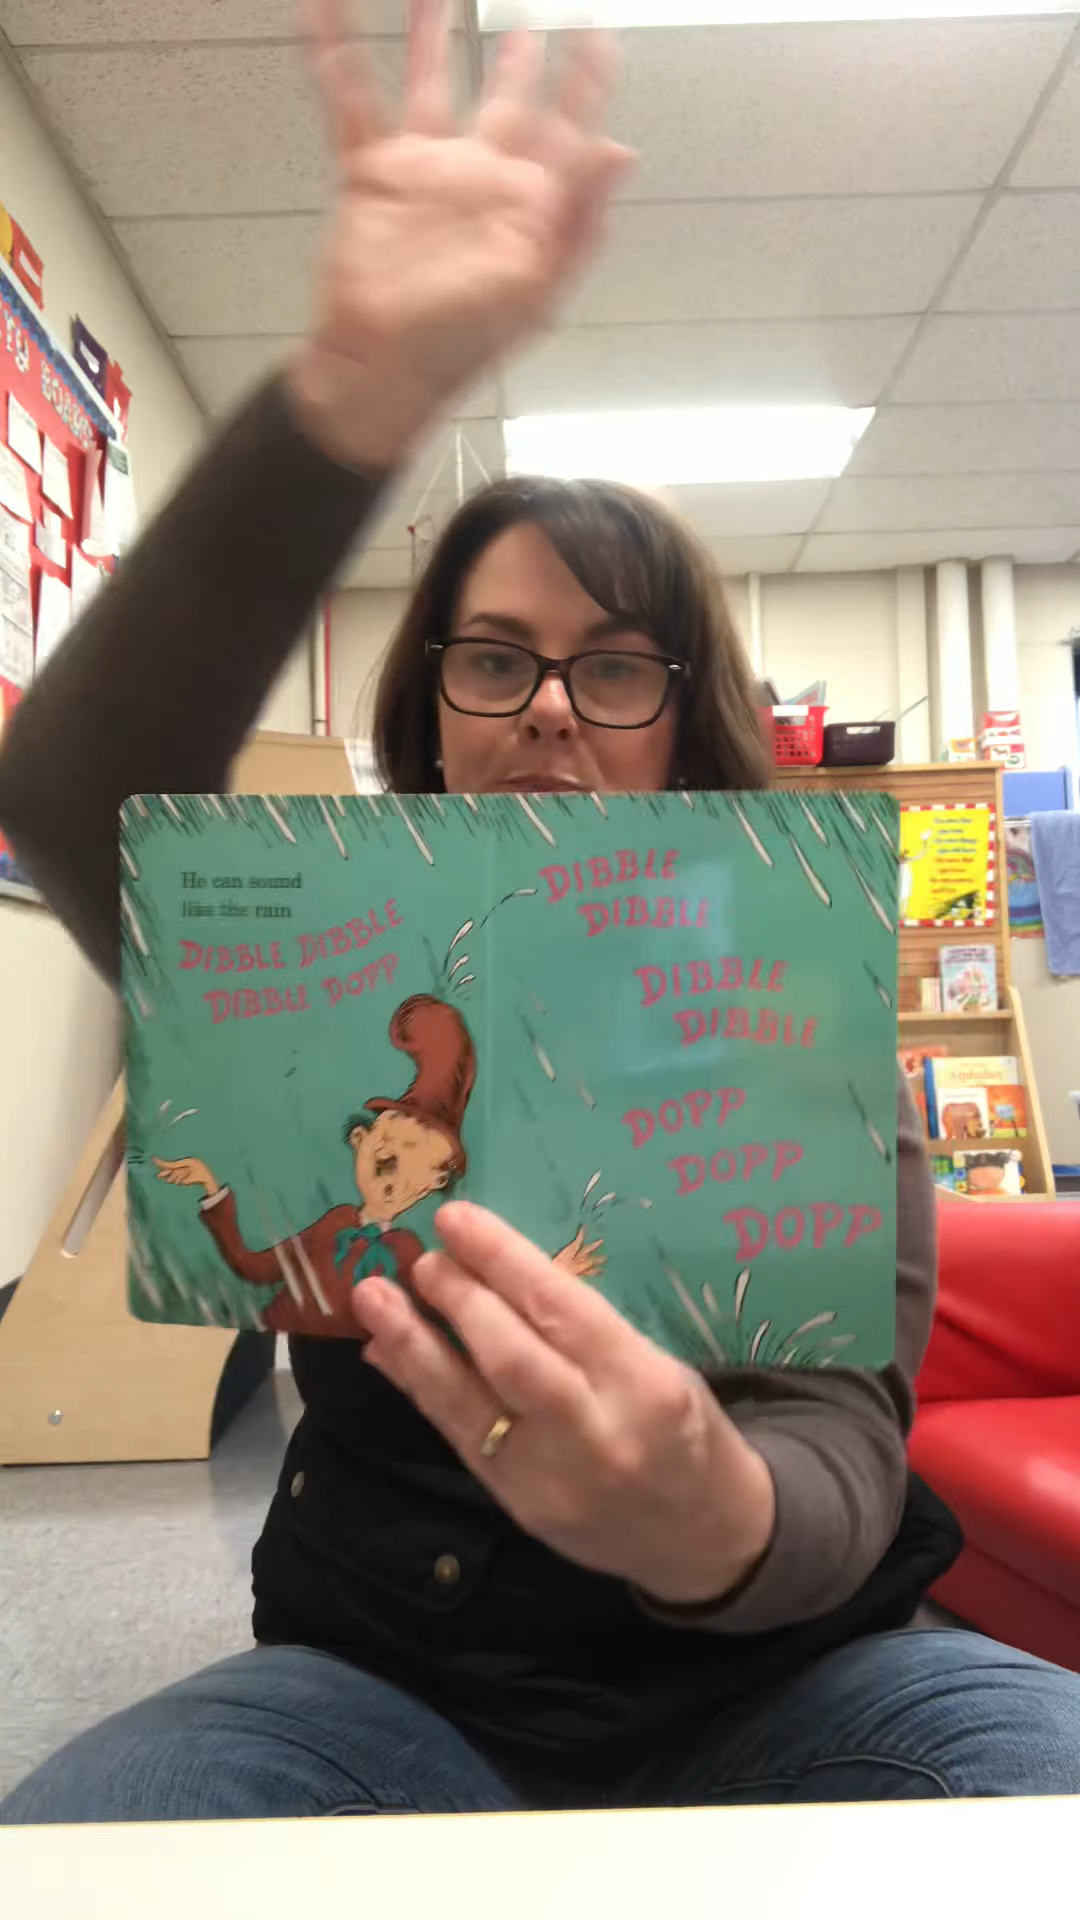 He can sound
like the rain
DIBBLE DIBBLE
DIBBLE DOPP
DIBBLE
DIBBLE
DIBBLE
DIBBLE
DOPP
DOPP
DOPP